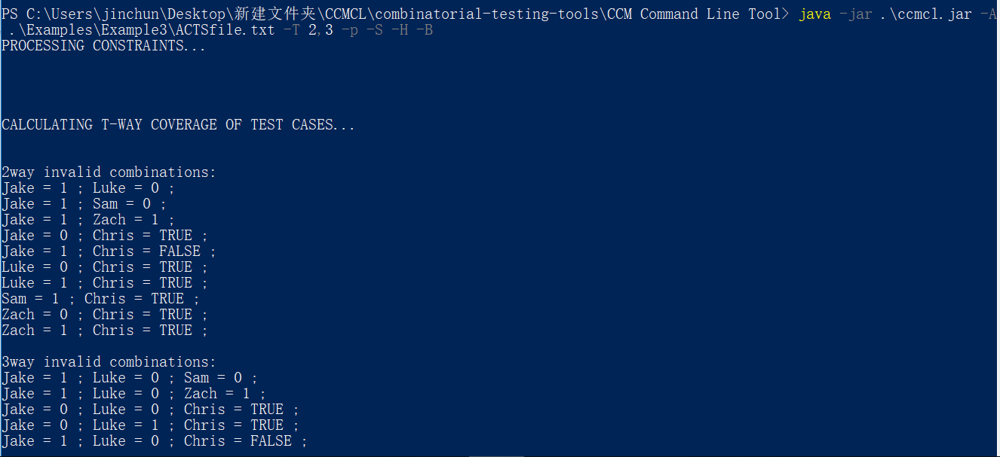 PS C:\Users\jinchun\Desktop\新建文件夹\CCMCL\combinatorial-testing-tools\CCM Command Line Tool> java -jar .\ccmcl.jar -A
.\Examples\Example3\ACTSfile.txt -T 2,3 -p -S -H -B
PROCESSING CONSTRAINTS...
CALCULATING T-WAY COVERAGE OF TEST CASES...
2way invalid combinations:
Jake = 1 ; Luke = 0 ;
Jake = 1 ; Sam = 0 ;
Jake = 1 ; Zach = 1 ;
Jake = 0 ; Chris = TRUE ;
Jake = 1 ; Chris = FALSE ;
Luke = 0 ; Chris = TRUE ;
Luke = 1 ; Chris = TRUE ;
Sam = 1 ; Chris = TRUE ;
Zach = 0 ; Chris = TRUE ;
Zach = 1 ; Chris = TRUE ;
3way invalid combinations:
Jake = 1 ; Luke = 0 ; Sam = 0 ;
Jake = 1 ; Luke = 0 ; Zach = 1 ;
Jake = 0 ; Luke = 0 ; Chris = TRUE ;
Jake = 0 ; Luke = 1 ; Chris = TRUE ;
Jake = 1 ; Luke = 0 ; Chris = FALSE ;